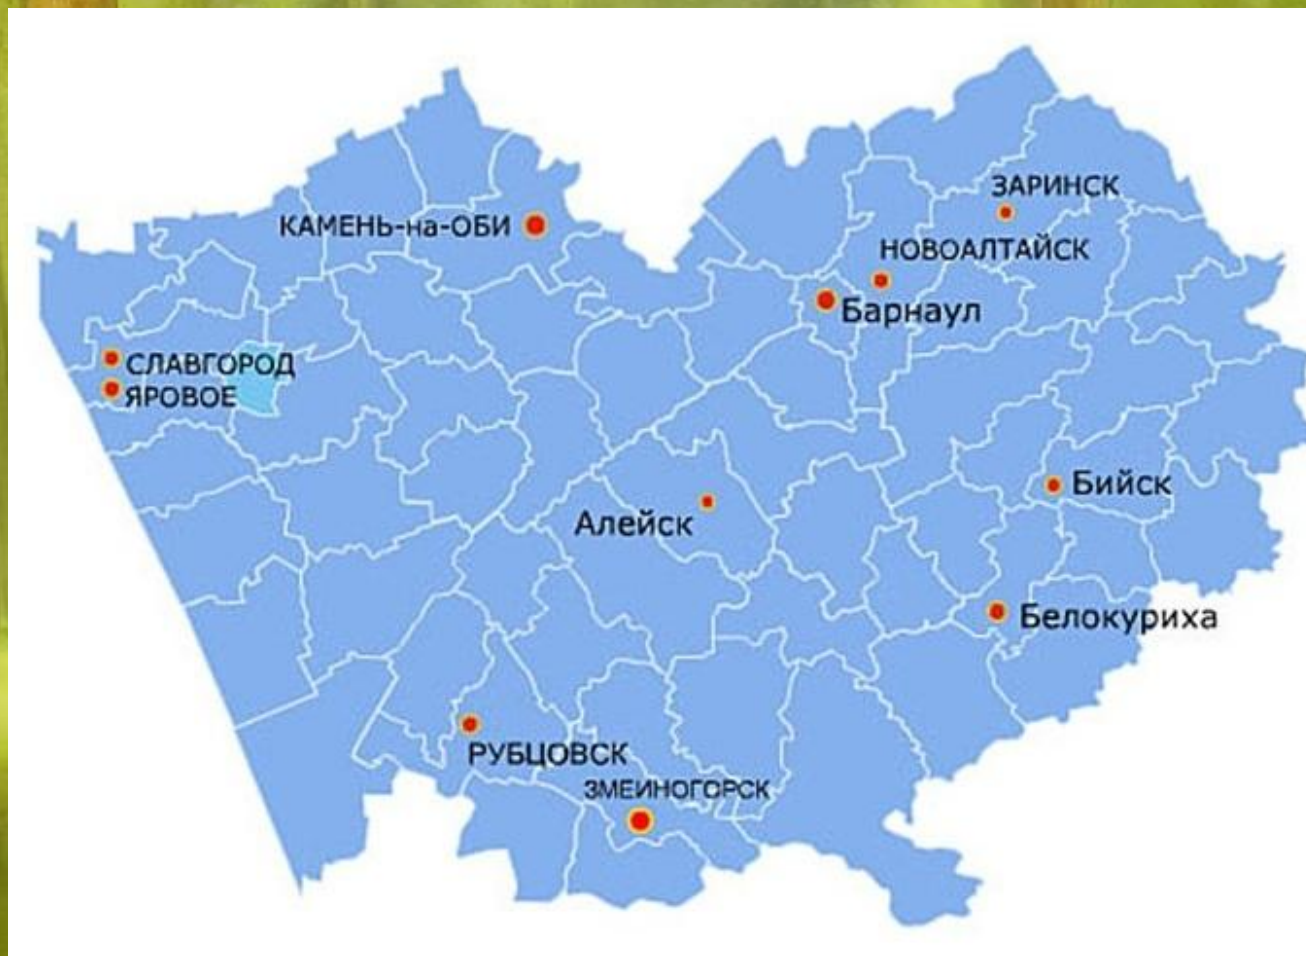 ЗАРИНСК
КАМЕНЬ-на-ОБИ
НОВОАЛТАЙСК
Барнаул
СЛАВГОРОД
ЯРОВОЕ
Бийск
Алейск
Белокуриха
РУБЦОВСК
ЗМЕИНОГОРСК